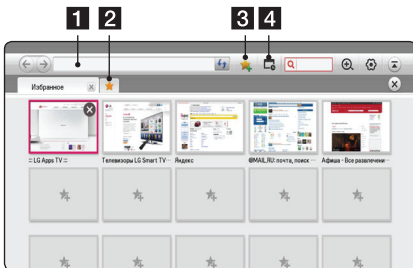 1 2 3 4
Избранное
:: LG Apps TV :: Телевизоры LG Smart TV··· Яндекс @MAIL.RU: почта, поиск ··· Афиша - Все развлечени···